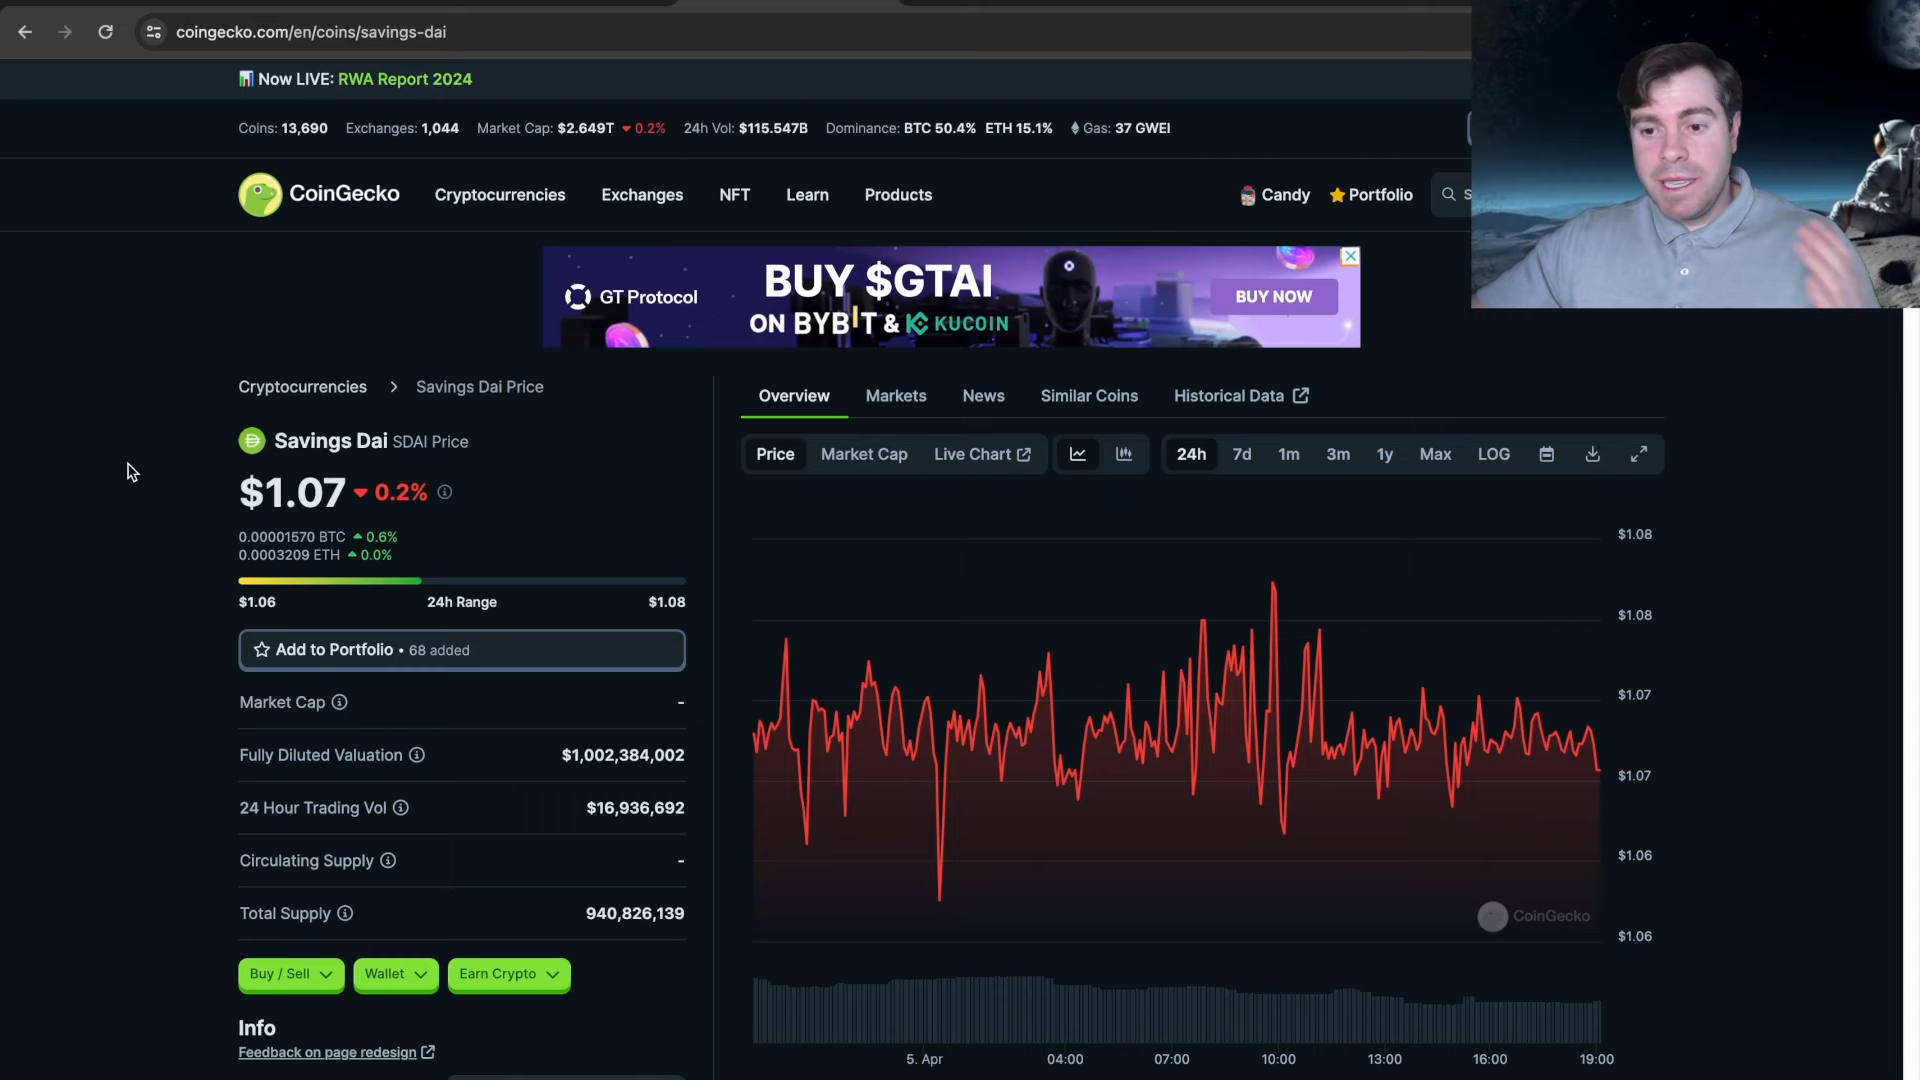 coingecko.com/en/coins/savings-dai
Now LIVE: RWA Report 2024
Coins: 13,690 Exchanges: 1,044 Market Cap: $2.649T 0.2% 24h Vol: $115.547B Dominance: BTC 50.4% ETH 15.1% Gas: 37 GWEI
CoinGecko Cryptocurrencies Exchanges NFT Learn Products Candy Portfolio S
GT Protocol
BUY $GTAI
ON BYBIT & KUCOIN
BUY NOW
Cryptocurrencies > Savings Dai Price
Savings Dai SDAI Price
$1.07 0.2%
0.00001570 BTC 0.6%
0.0003209 ETH 0.0%
$1.06 24h Range $1.08
Add to Portfolio • 68 added
Market Cap -
Fully Diluted Valuation $1,002,384,002
24 Hour Trading Vol $16,936,692
Circulating Supply -
Total Supply 940,826,139
Buy / Sell Wallet Earn Crypto
Info
Feedback on page redesign
Overview Markets News Similar Coins Historical Data
Price Market Cap Live Chart 24h 7d 1m 3m 1y Max LOG
$1.08
$1.08
$1.07
$1.07
$1.06
CoinGecko
$1.06
5. Apr 04:00 07:00 10:00 13:00 16:00 19:00